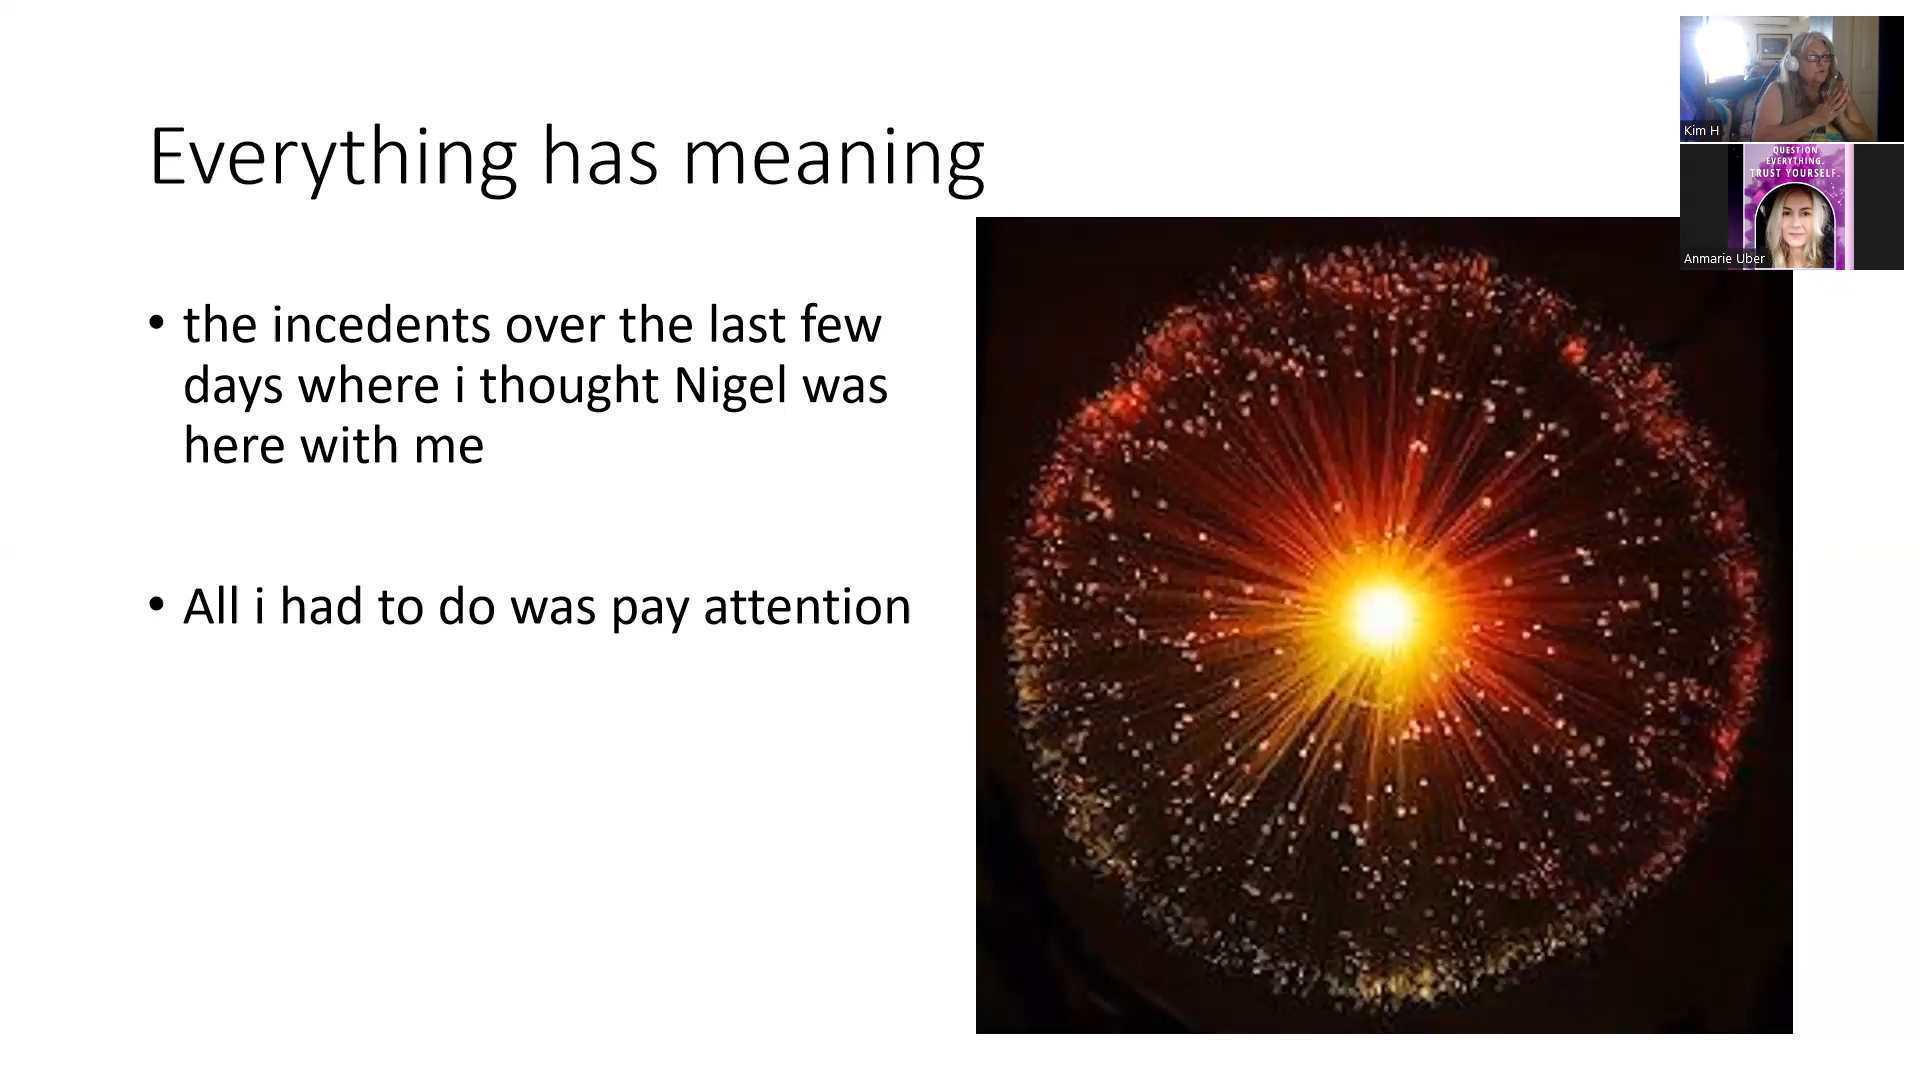 Everything has meaning
• the incedents over the last few
days where i thought Nigel was
here with me
• All i had to do was pay attention
Kim H
QUESTION
EVERYTHING.
TRUST YOURSELF.
Anmarie Uber